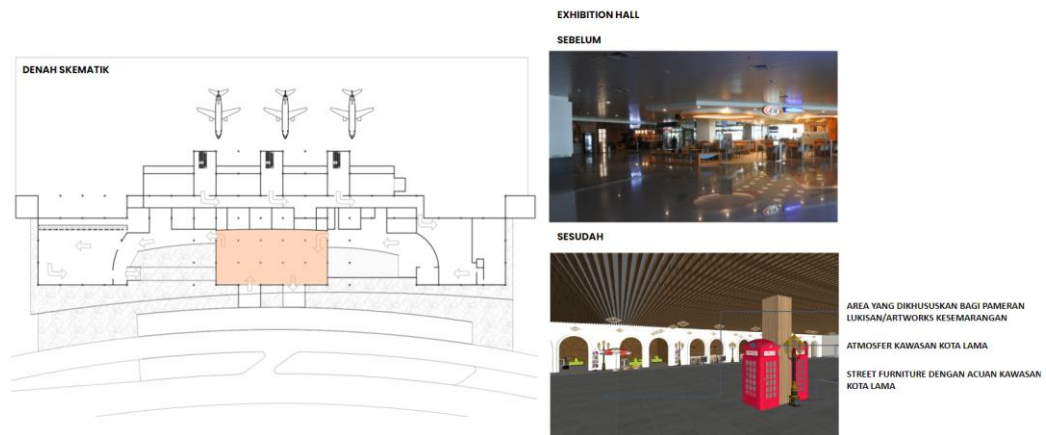 EXHIBITION HALL
SEBELUM
DENAH SKEMATIK
SESUDAH
AREA YANG DIKHUSUSKAN BAGI PAMERAN
LUKISAN/ARTWORKS KESEMARANGAN
ATMOSFER KAWASAN KOTA LAMA
STREET FURNITURE DENGAN ACUAN KAWASAN
KOTA LAMA